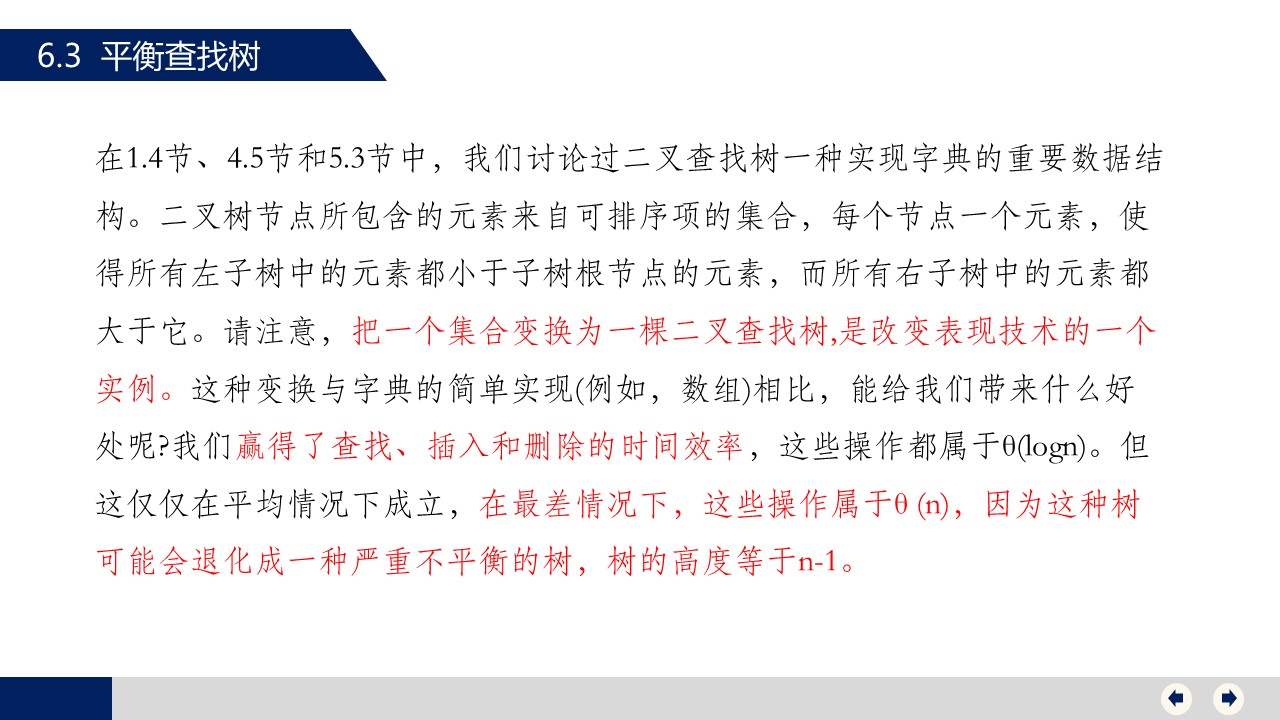 6.3 平衡查找树
在1.4节、4.5节和5.3节中，我们讨论过二叉查找树一种实现字典的重要数据结
构。二叉树节点所包含的元素来自可排序项的集合，每个节点一个元素，使
得所有左子树中的元素都小于子树根节点的元素，而所有右子树中的元素都
大于它。请注意，把一个集合变换为一棵二叉查找树,是改变表现技术的一个
实例。这种变换与字典的简单实现(例如，数组)相比，能给我们带来什么好
处呢?我们赢得了查找、插入和删除的时间效率，这些操作都属于θ(logn)。但
这仅仅在平均情况下成立，在最差情况下，这些操作属于θ (n)，因为这种树
可能会退化成一种严重不平衡的树，树的高度等于n-1。